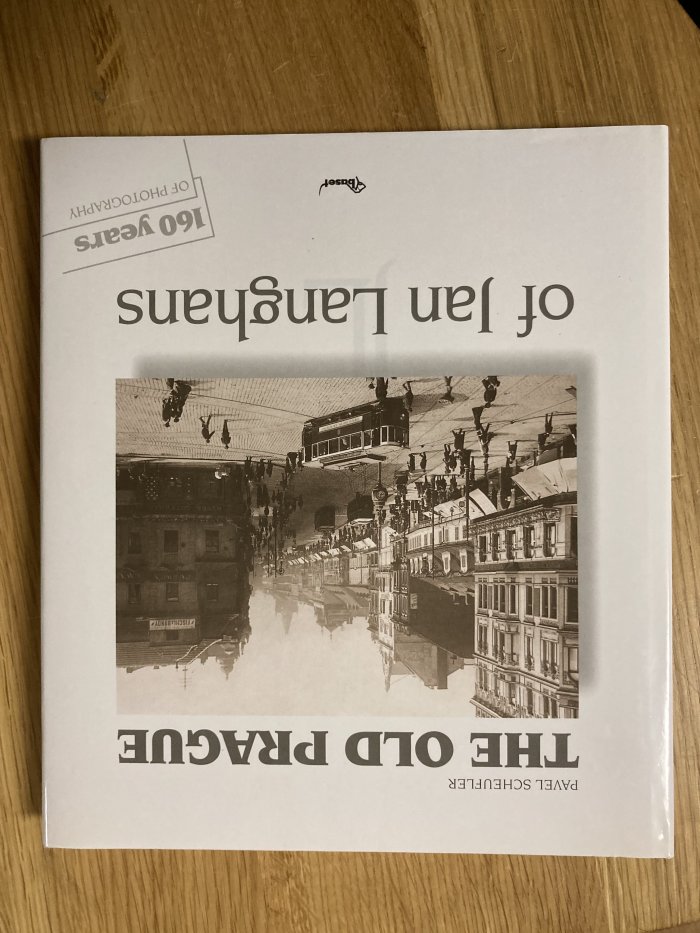 PAVEL SCHEUFLER
THE OLD PRAGUE
of Jan Langhans
160 years
OF PHOTOGRAPHY
baset